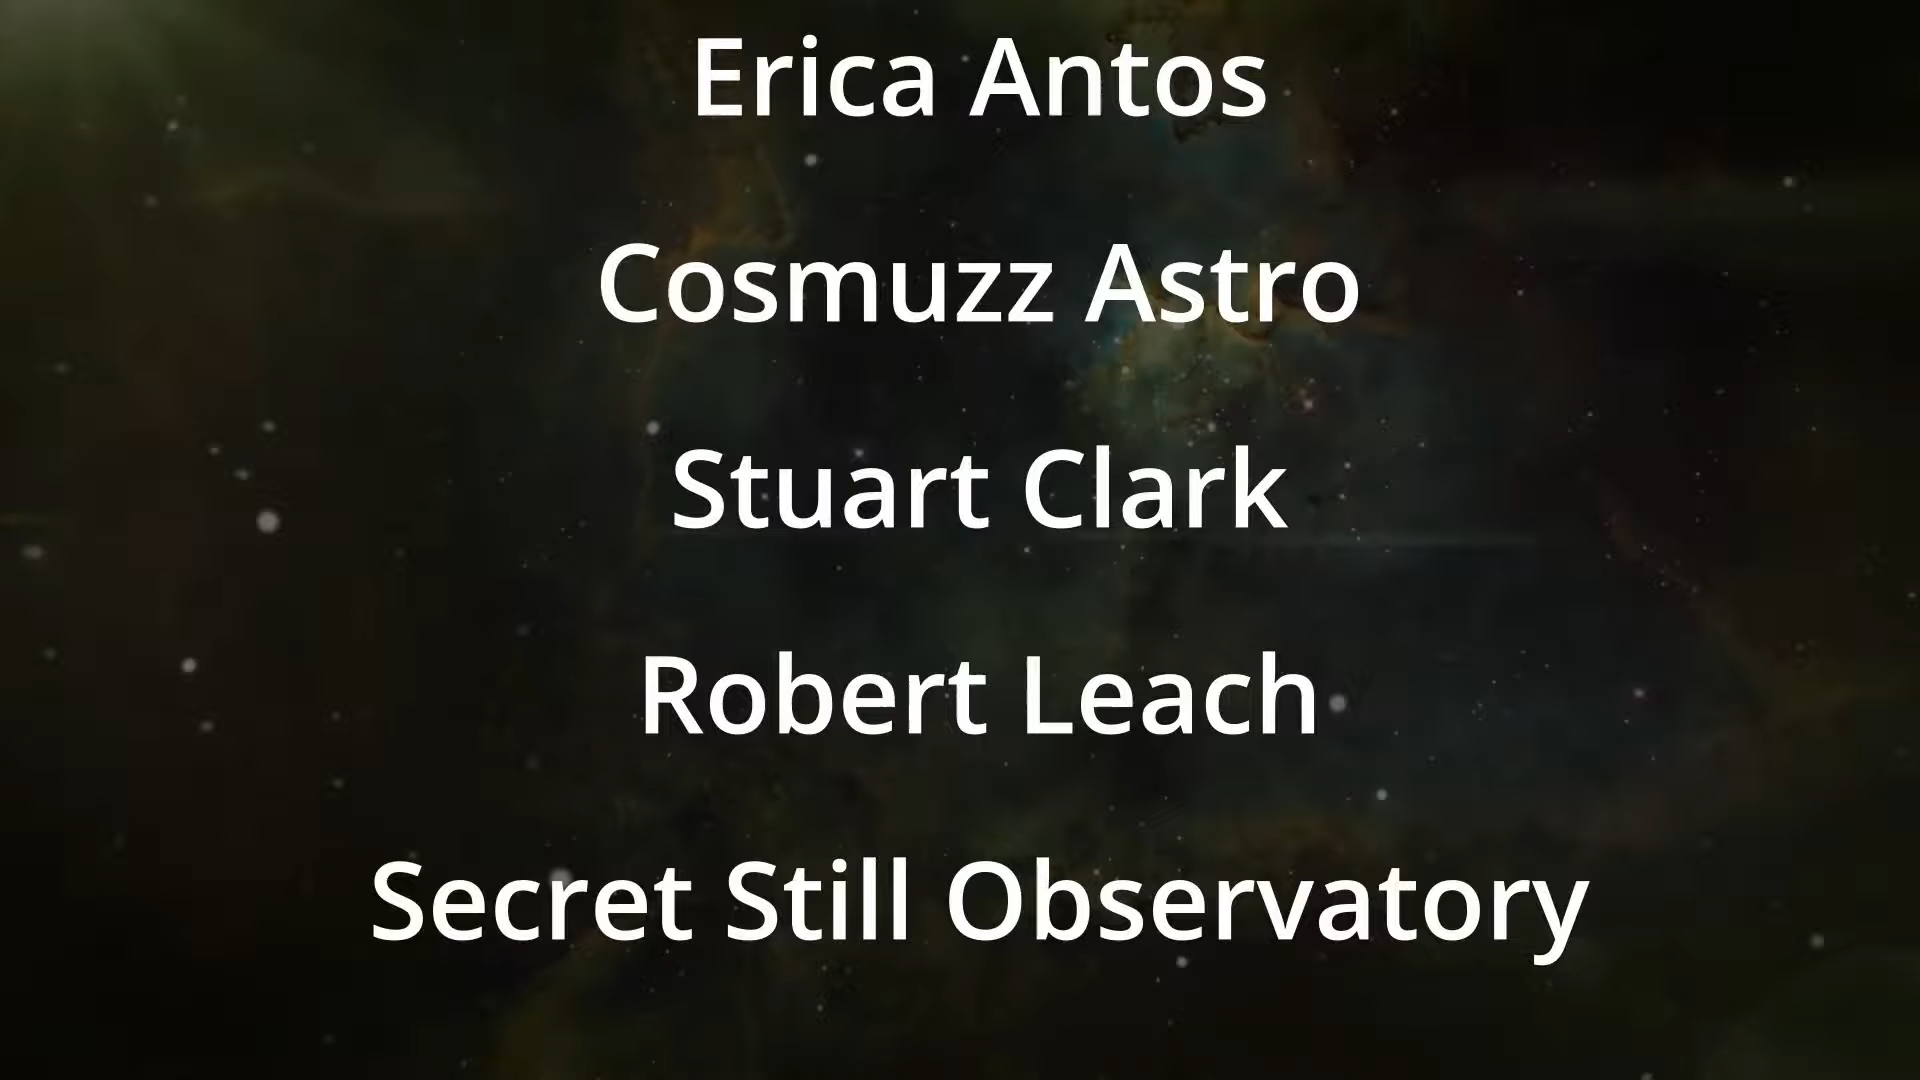 Erica Antos
Cosmuzz Astro
Stuart Clark
Robert Leach
Secret Still Observatory